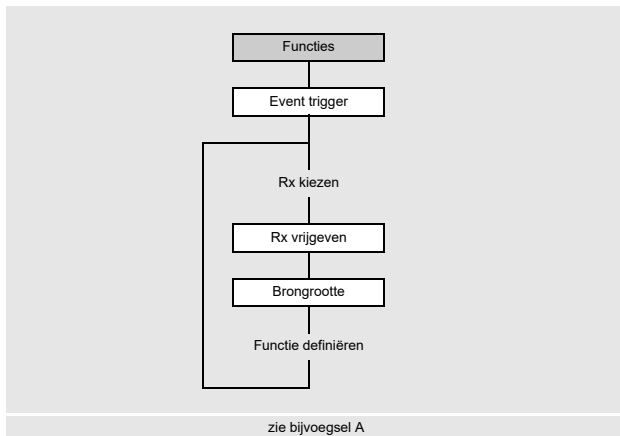 Functies
Event trigger
Rx kiezen
Rx vrijgeven
Brongrootte
Functie definiëren
zie bijvoegsel A